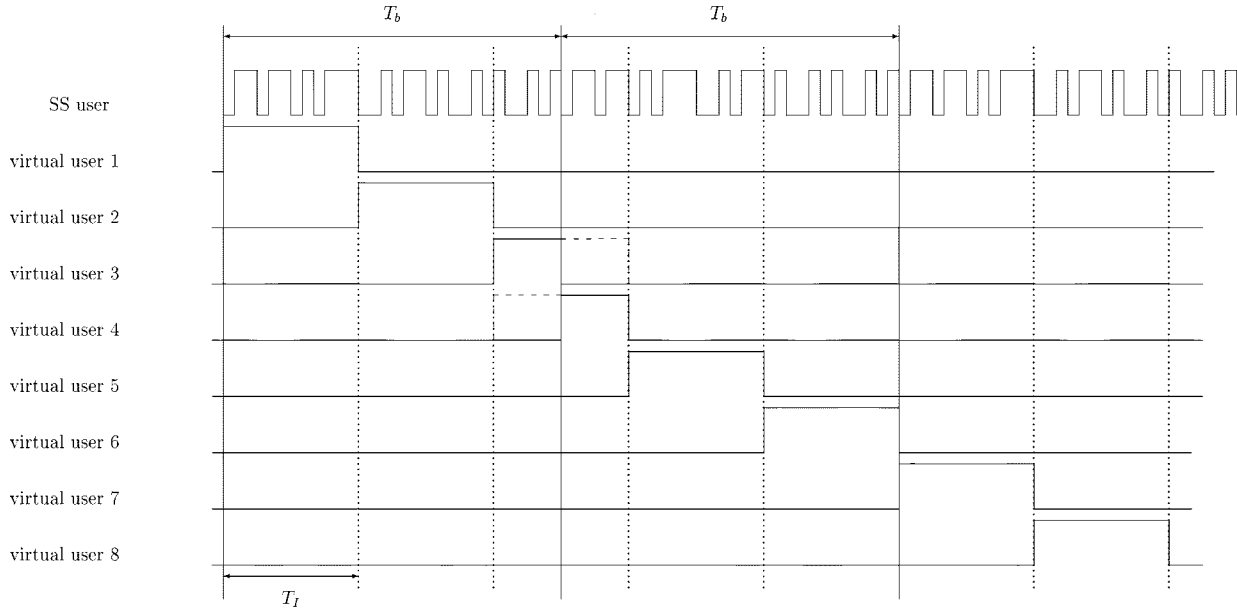 T_b T_b
SS user
virtual user 1
virtual user 2
virtual user 3
virtual user 4
virtual user 5
virtual user 6
virtual user 7
virtual user 8
T_I